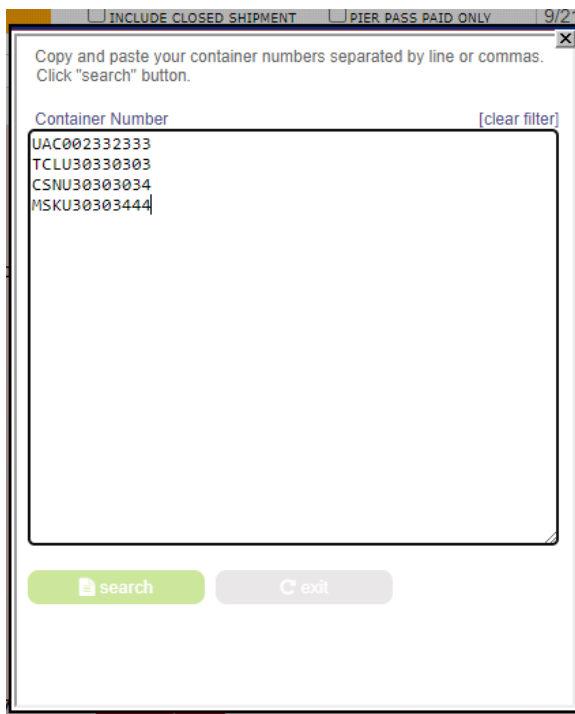 INCLUDE CLOSED SHIPMENT PIER PASS PAID ONLY 9/21
Copy and paste your container numbers separated by line or commas.
Click "search" button.
Container Number [clear filter]
UAC002332333
TCLU30330303
CSNU30303034
MSKU30303444
search exit